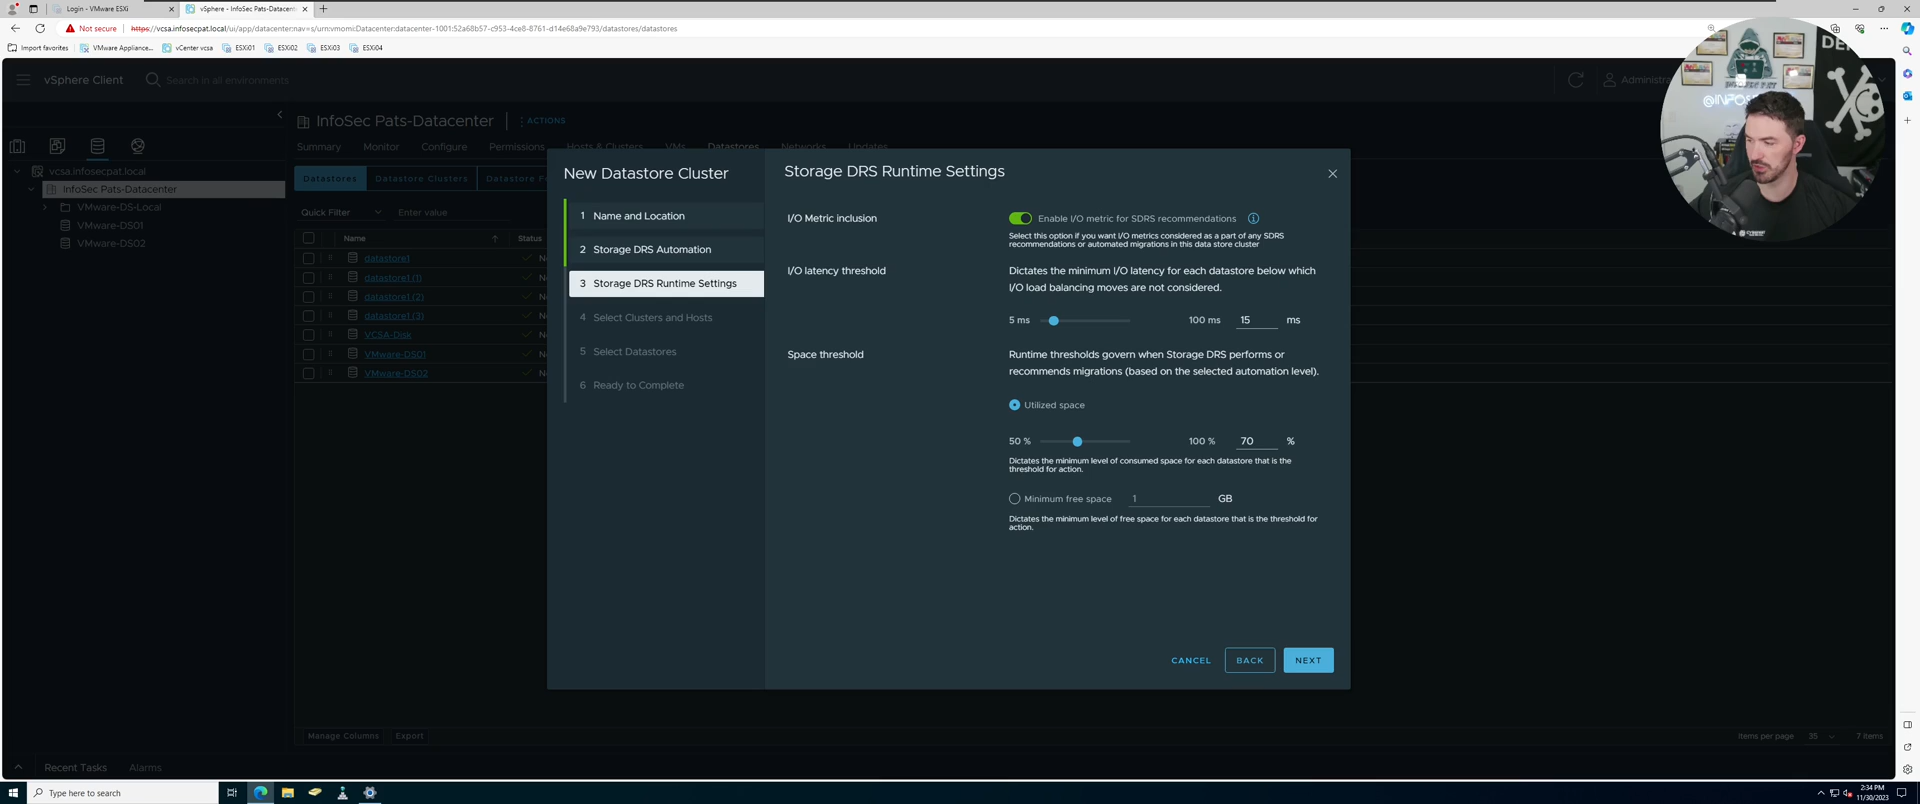 Login - VMware ESXi
vSphere - InfoSec Pats-Datacent
Not secure
https://vcsa.infosecpat.local/ui/app/datacenter;nav=s/urn:vmomi:Datacenter:datacenter-1001:52a68b57-c953-4ce8-8761-d14e68a9e793/datastores/datastores
Import favorites
VMware Appliance...
vCenter vcsa
ESXi01
ESXi02
ESXi03
ESXi04
vSphere Client
Search in all environments
Administra
InfoSec Pats-Datacenter
ACTIONS
Summary
Monitor
Configure
Permissions
Hosts & Clusters
VMs
Datastores
Networks
Updates
vcsa.infosecpat.local
InfoSec Pats-Datacenter
VMware-DS-Local
VMware-DS01
VMware-DS02
Datastores
Datastore Clusters
Datastore Fo
Quick Filter
Enter value
Name
Status
datastore1
datastore1 (1)
datastore1 (2)
datastore1 (3)
VCSA-Disk
VMware-DS01
VMware-DS02
New Datastore Cluster
1 Name and Location
2 Storage DRS Automation
3 Storage DRS Runtime Settings
4 Select Clusters and Hosts
5 Select Datastores
6 Ready to Complete
Storage DRS Runtime Settings
I/O Metric inclusion
Enable I/O metric for SDRS recommendations
Select this option if you want I/O metrics considered as a part of any SDRS
recommendations or automated migrations in this data store cluster
I/O latency threshold
Dictates the minimum I/O latency for each datastore below which
I/O load balancing moves are not considered.
5 ms
100 ms
15
ms
Space threshold
Runtime thresholds govern when Storage DRS performs or
recommends migrations (based on the selected automation level).
Utilized space
50 %
100 %
70
%
Dictates the minimum level of consumed space for each datastore that is the
threshold for action.
Minimum free space
1
GB
Dictates the minimum level of free space for each datastore that is the threshold for
action.
CANCEL
BACK
NEXT
Manage Columns
Export
Items per page
35
7 items
Recent Tasks
Alarms
Type here to search
2:34 PM
11/30/2023